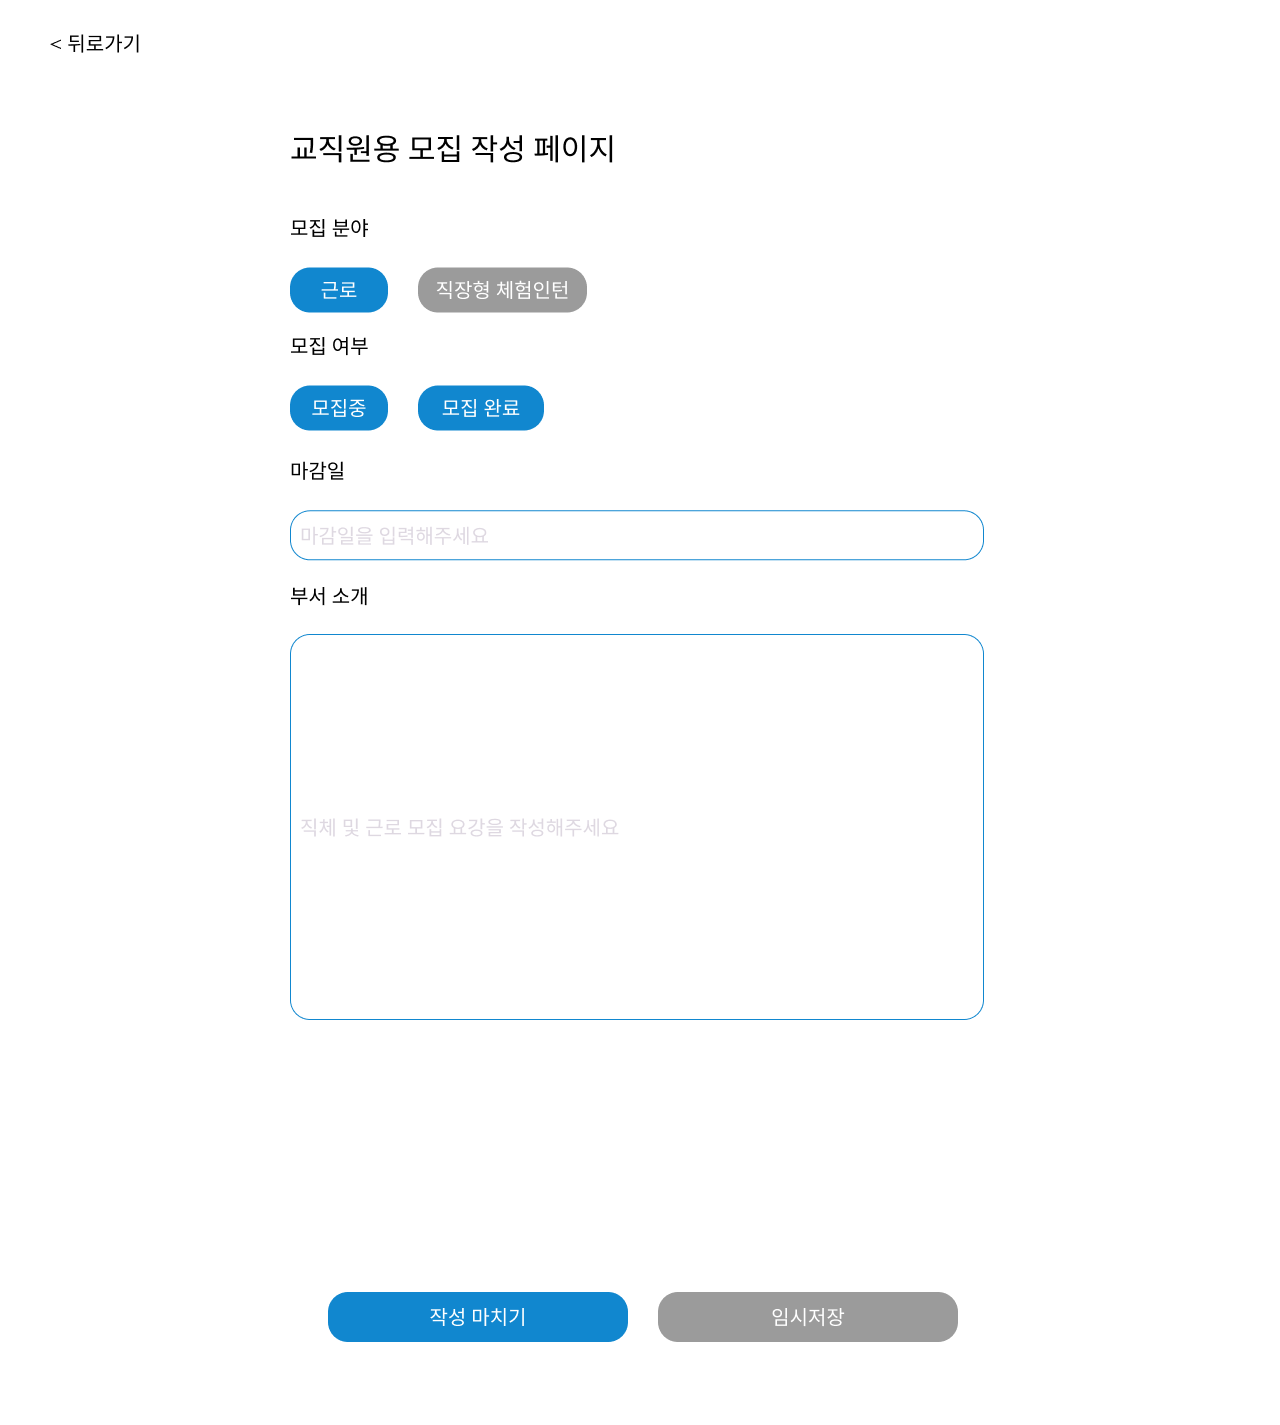 < 뒤로가기
교직원용 모집 작성 페이지
모집 분야
근로 직장형 체험인턴
모집 여부
모집중 모집 완료
마감일
마감일을 입력해주세요
부서 소개
직체 및 근로 모집 요강을 작성해주세요
작성 마치기 임시저장